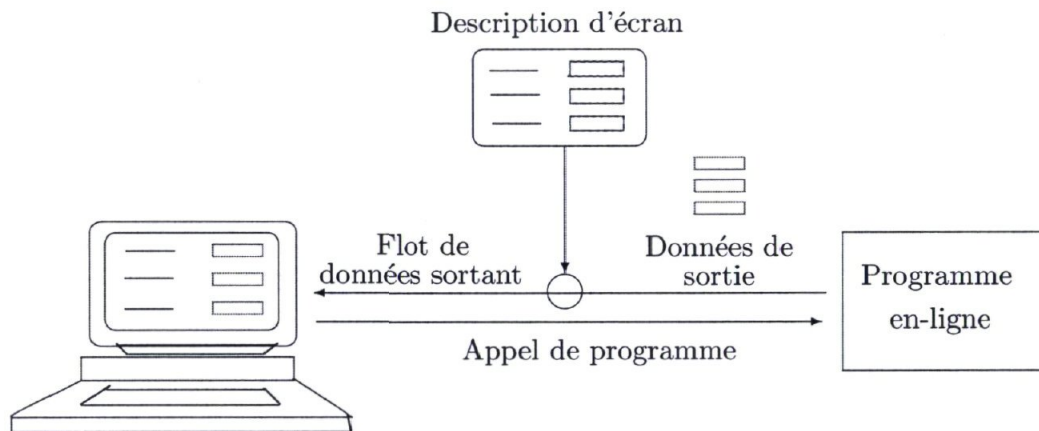 Description d'écran
Flot de
données sortant
Données de
sortie
Programme
en-ligne
Appel de programme